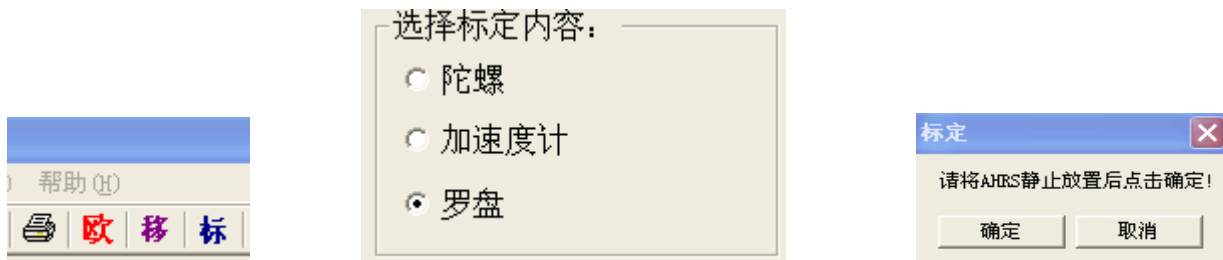 帮助(H)
欧 移 标
选择标定内容：
陀螺
加速度计
罗盘
标定
请将AHRS静止放置后点击确定!
确定 取消